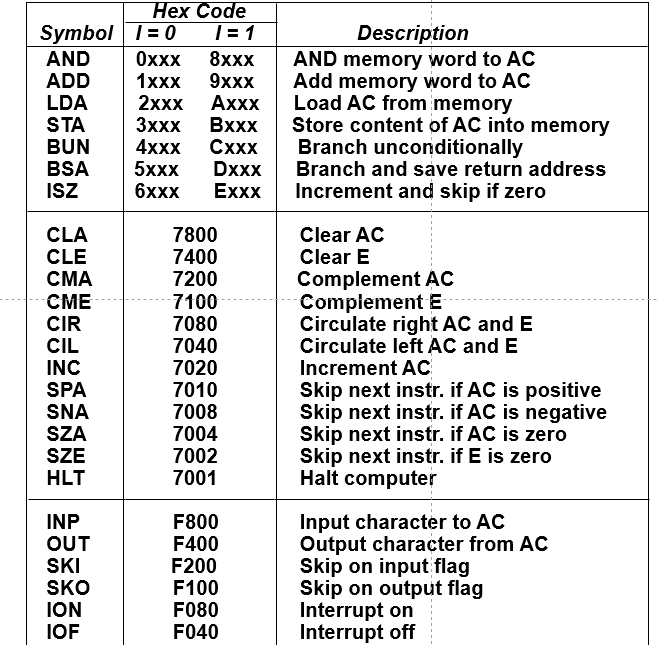 Hex Code
Symbol I = 0 I = 1 Description
AND 0xxx 8xxx AND memory word to AC
ADD 1xxx 9xxx Add memory word to AC
LDA 2xxx Axxx Load AC from memory
STA 3xxx Bxxx Store content of AC into memory
BUN 4xxx Cxxx Branch unconditionally
BSA 5xxx Dxxx Branch and save return address
ISZ 6xxx Exxx Increment and skip if zero
CLA 7800 Clear AC
CLE 7400 Clear E
CMA 7200 Complement AC
CME 7100 Complement E
CIR 7080 Circulate right AC and E
CIL 7040 Circulate left AC and E
INC 7020 Increment AC
SPA 7010 Skip next instr. if AC is positive
SNA 7008 Skip next instr. if AC is negative
SZA 7004 Skip next instr. if AC is zero
SZE 7002 Skip next instr. if E is zero
HLT 7001 Halt computer
INP F800 Input character to AC
OUT F400 Output character from AC
SKI F200 Skip on input flag
SKO F100 Skip on output flag
ION F080 Interrupt on
IOF F040 Interrupt off